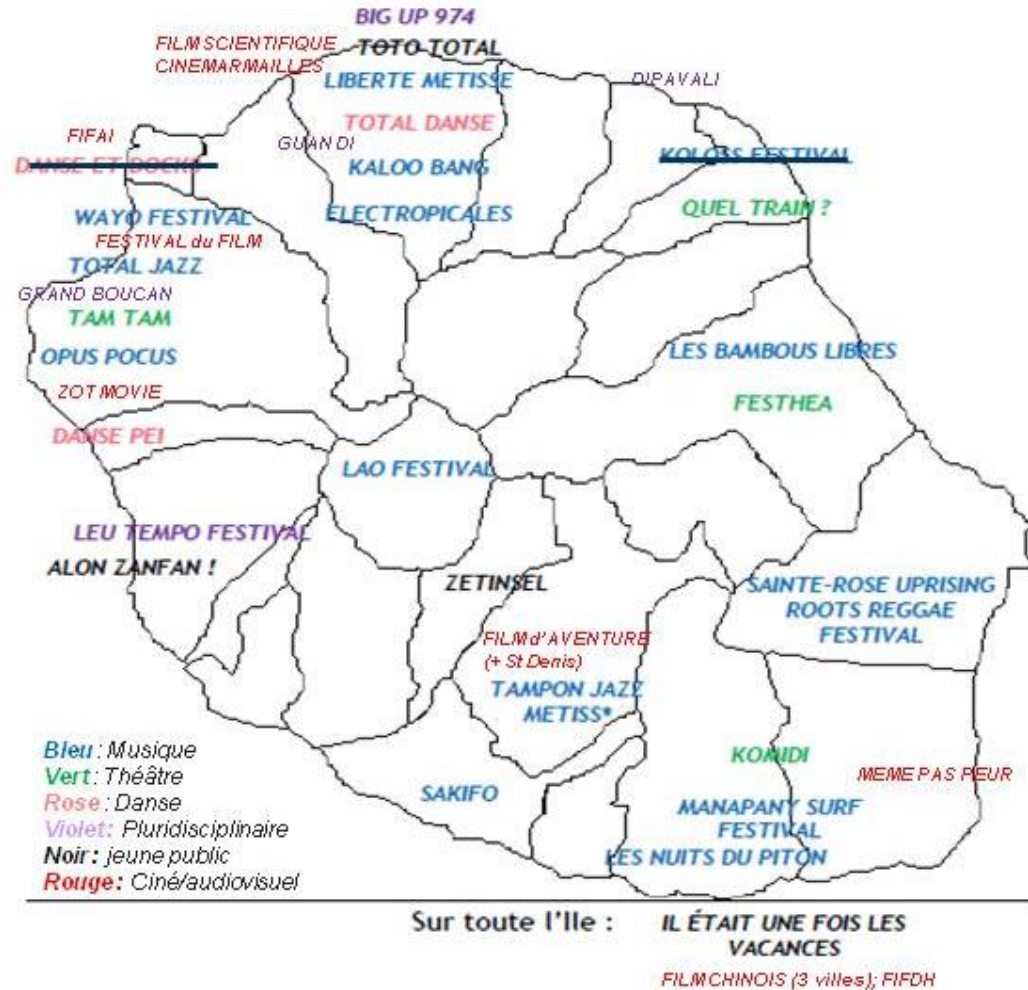 BIG UP 974
FILM SCIENTIFIQUE
CINEMARMAILLES
TOTO TOTAL
LIBERTE METISSE
DIPAVALI
TOTAL DANSE
FIFAI
GUANDI
DANSE ET DOCKS
KALOO BANG
KOLOSS FESTIVAL
WAYO FESTIVAL
ELECTROPICALES
QUEL TRAIN ?
FESTIVAL du FILM
TOTAL JAZZ
GRAND BOUCAN
TAM TAM
OPUS POCUS
LES BAMBOUS LIBRES
ZOT MOVIE
FESTHEA
DANSE PEI
LAO FESTIVAL
LEU TEMPO FESTIVAL
ALON ZANFAN !
ZETINSEL
SAINTE-ROSE UPRISING
ROOTS REGGAE
FESTIVAL
FILM d'AVENTURE
(+ St Denis)
TAMPON JAZZ
METISS*
KOMIDI
MEME PAS PEUR
SAKIFO
MANAPANY SURF
FESTIVAL
LES NUITS DU PITON
Bleu : Musique
Vert : Théâtre
Rose : Danse
Violet : Pluridisciplinaire
Noir : jeune public
Rouge : Ciné/audiovisuel
Sur toute l'Ile : IL ÉTAIT UNE FOIS LES
VACANCES
FILM CHINOIS (3 villes); FIFDH